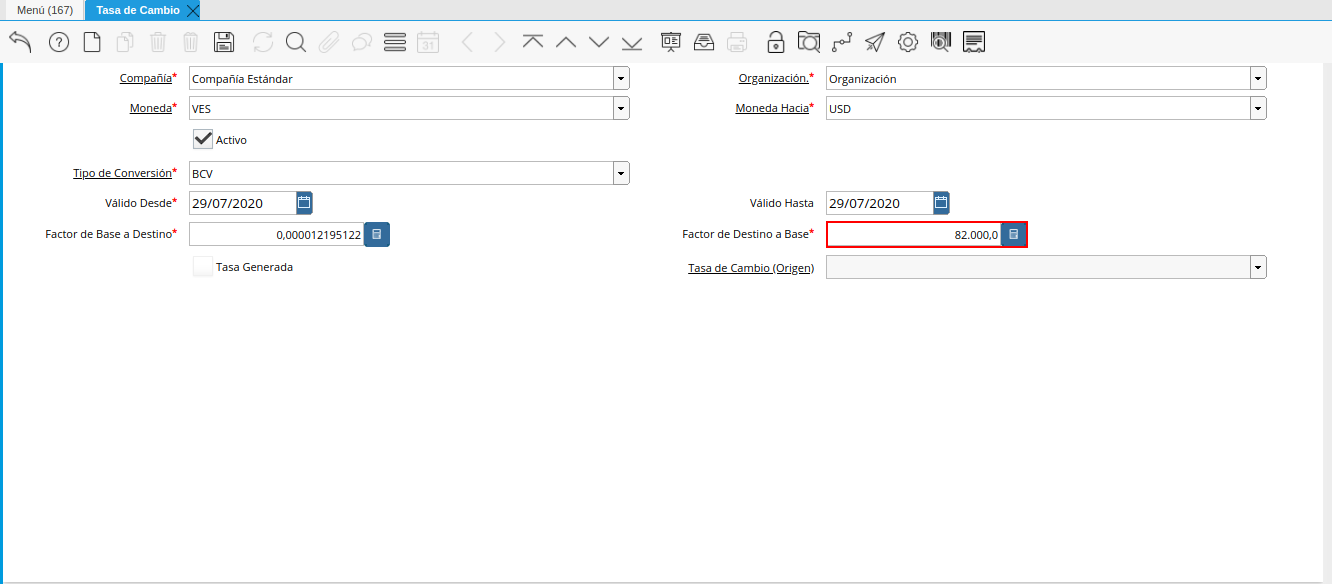 Menú (167) Tasa de Cambio
31
Compañía* Compañía Estándar Organización.* Organización
Moneda* VES Moneda Hacia* USD
Activo
Tipo de Conversión* BCV
Válido Desde* 29/07/2020 Válido Hasta 29/07/2020
Factor de Base a Destino* 0,000012195122 Factor de Destino a Base* 82.000,0
Tasa Generada Tasa de Cambio (Origen)